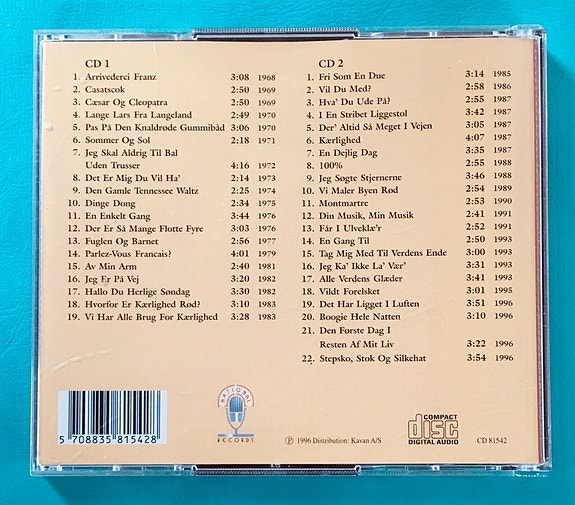 CD 1
1. Arrivederci Franz 3:08 1968
2. Casatscok 2:50 1969
3. Cæsar Og Cleopatra 2:50 1969
4. Lange Lars Fra Langeland 2:49 1970
5. Pas På Den Knaldrøde Gummibåd 3:06 1970
6. Sommer Og Sol 2:18 1971
7. Jeg Skal Aldrig Til Bal
Uden Trusser 4:16 1972
8. Det Er Mig Du Vil Ha' 2:14 1973
9. Den Gamle Tennessee Waltz 2:25 1974
10. Dinge Dong 2:34 1975
11. En Enkelt Gang 3:44 1976
12. Der Er Så Mange Flotte Fyre 3:03 1976
13. Fuglen Og Barnet 2:56 1977
14. Parlez-Vous Francais? 4:01 1979
15. Av Min Arm 2:40 1981
16. Jeg Er På Vej 3:20 1982
17. Hallo Du Herlige Søndag 3:30 1982
18. Hvorfor Er Kærlighed Rød? 3:10 1983
19. Vi Har Alle Brug For Kærlighed 3:28 1983
CD 2
1. Fri Som En Due 3:14 1985
2. Vil Du Med? 2:58 1986
3. Hva' Du Ude På? 2:55 1987
4. I En Stribet Liggestol 3:42 1987
5. Der' Altid Så Meget I Vejen 3:05 1987
6. Kærlighed 4:07 1987
7. En Dejlig Dag 3:35 1987
8. 100% 2:55 1988
9. Jeg Søgte Stjernerne 3:46 1988
10. Vi Maler Byen Rød 2:54 1989
11. Montmartre 2:53 1990
12. Din Musik, Min Musik 2:41 1991
13. Får I Ulveklæ'r 2:52 1991
14. En Gang Til 2:50 1993
15. Tag Mig Med Til Verdens Ende 3:00 1993
16. Jeg Ka' Ikke La' Vær' 3:31 1993
17. Alle Verdens Glæder 3:41 1993
18. Vildt Forelsket 3:01 1995
19. Det Har Ligget I Luften 3:51 1996
20. Boogie Hele Natten 3:10 1996
21. Den Første Dag I
Resten Af Mit Liv 3:22 1996
22. Stepsko, Stok Og Silkehat 3:54 1996
5 708835 815428
NATIONAL
RECORDS
℗ 1996 Distribution: Kavan A/S
COMPACT
disc
DIGITAL AUDIO
CD 81542